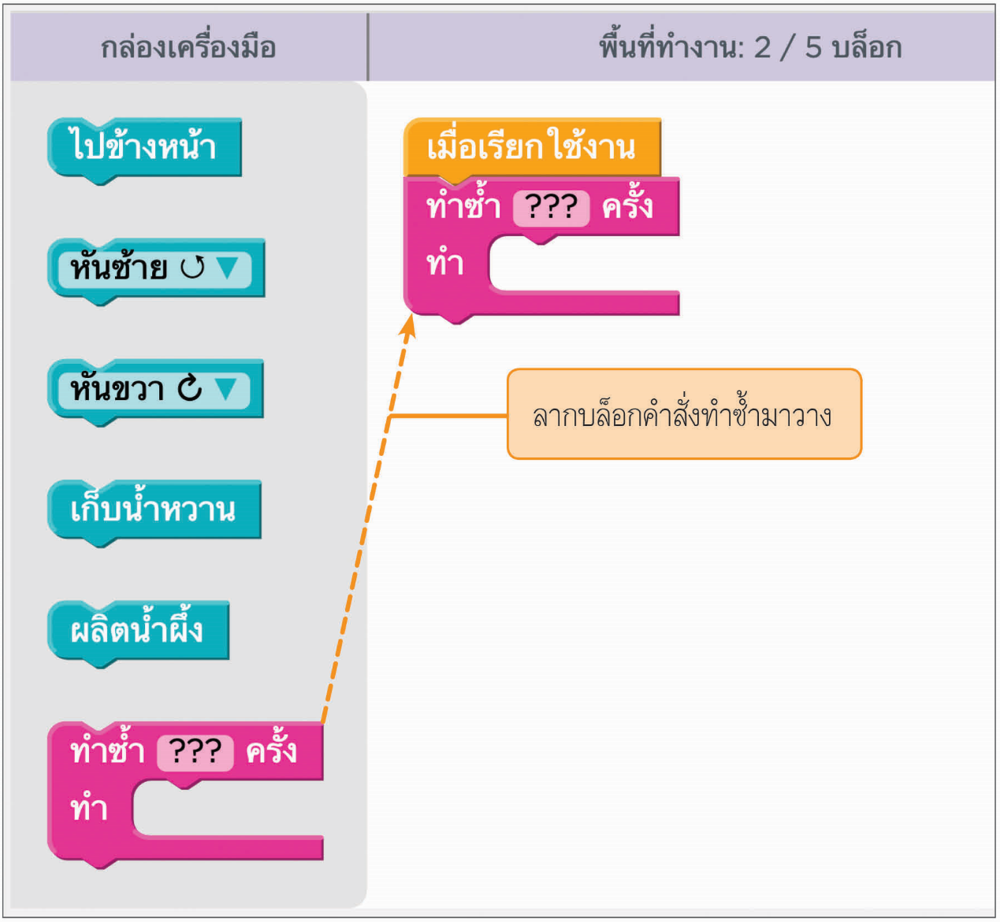 กล่องเครื่องมือ
พื้นที่ทำงาน: 2 / 5 บล็อก
ไปข้างหน้า
หันซ้าย
หันขวา
เก็บน้ำหวาน
ผลิตน้ำผึ้ง
ทำซ้ำ ??? ครั้ง
ทำ
เมื่อเรียกใช้งาน
ทำซ้ำ ??? ครั้ง
ทำ
ลากบล็อกคำสั่งทำซ้ำมาวาง